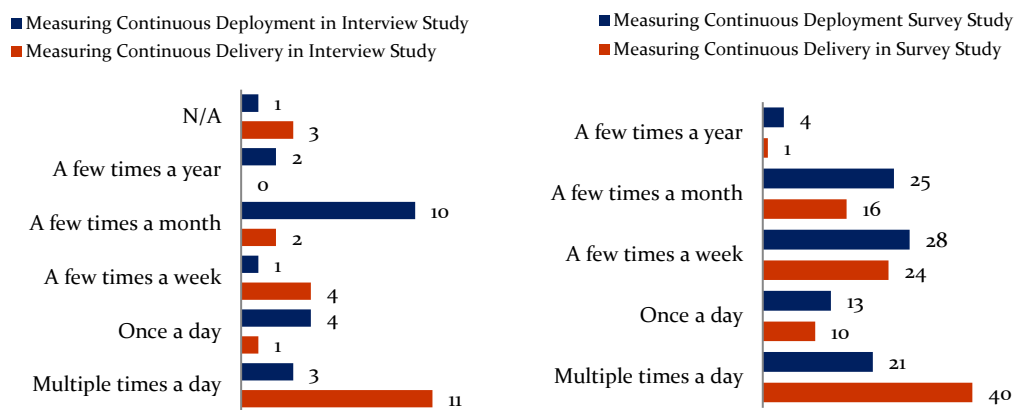 Measuring Continuous Deployment in Interview Study
Measuring Continuous Delivery in Interview Study
N/A
1
3
A few times a year
2
0
A few times a month
10
2
A few times a week
1
4
Once a day
4
1
Multiple times a day
3
11
Measuring Continuous Deployment Survey Study
Measuring Continuous Delivery in Survey Study
A few times a year
4
1
A few times a month
25
16
A few times a week
28
24
Once a day
13
10
Multiple times a day
21
40